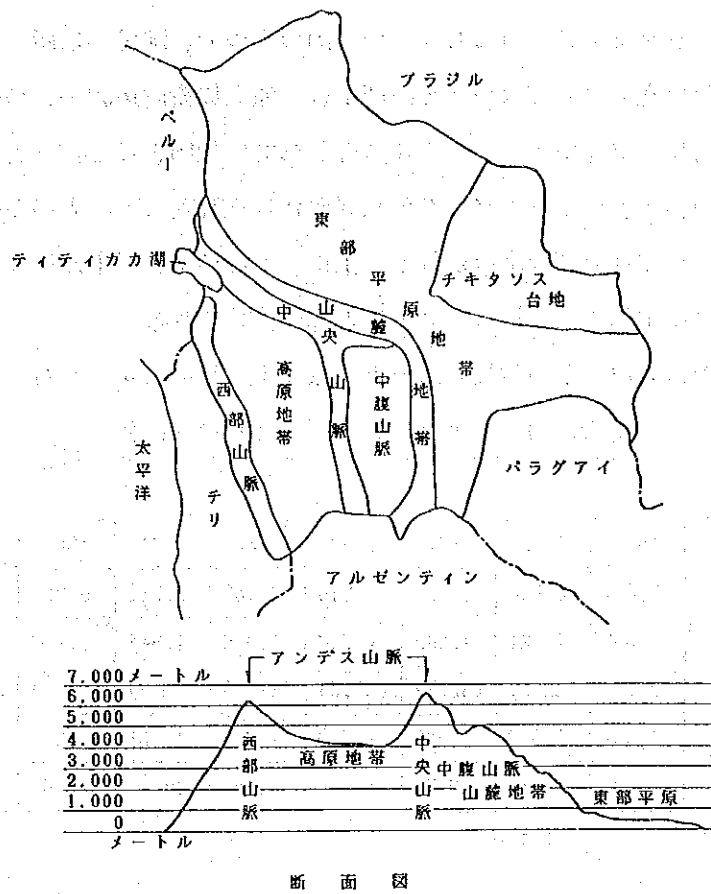 ブラジル
ペルー
ティティガカ湖
東部平原地帯
チキタソス
台地
中央山脈
山麓地帯
高原地帯
中腹山脈
西部山脈
太平洋
チリ
パラグアイ
アルゼンティン
アンデス山脈
7,000メートル
6,000
5,000
4,000
3,000
2,000
1,000
0
メートル
西部山脈
高原地帯
中央山脈
中腹山脈
山麓地帯
東部平原
断面図